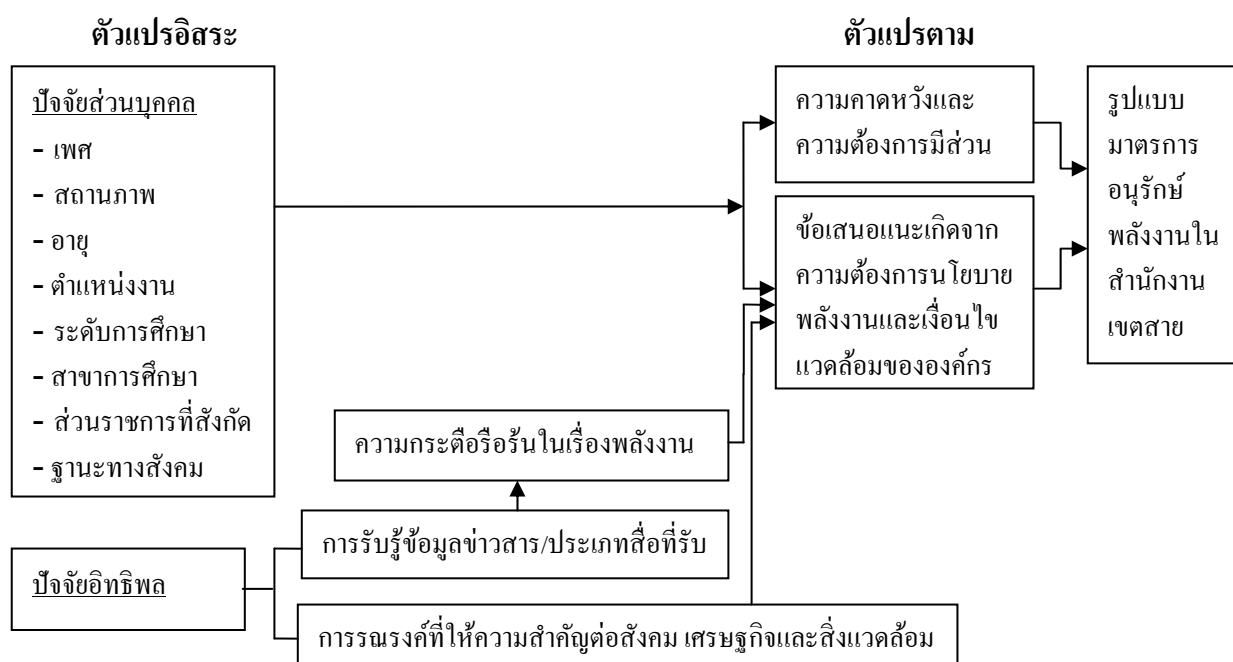 ตัวแปรอิสระ
ตัวแปรตาม
ปัจจัยส่วนบุคคล
- เพศ
- สถานภาพ
- อายุ
- ตำแหน่งงาน
- ระดับการศึกษา
- สาขาการศึกษา
- ส่วนราชการที่สังกัด
- ฐานะทางสังคม
ความคาดหวังและ
ความต้องการมีส่วน
ข้อเสนอแนะเกิดจาก
ความต้องการนโยบาย
พลังงานและเงื่อนไข
แวดล้อมขององค์กร
รูปแบบ
มาตรการ
อนุรักษ์
พลังงานใน
สำนักงาน
เขตสาย
ความกระตือรือร้นในเรื่องพลังงาน
การรับรู้ข้อมูลข่าวสาร/ประเภทสื่อที่รับ
ปัจจัยอิทธิพล
การรณรงค์ที่ให้ความสำคัญต่อสังคม เศรษฐกิจและสิ่งแวดล้อม